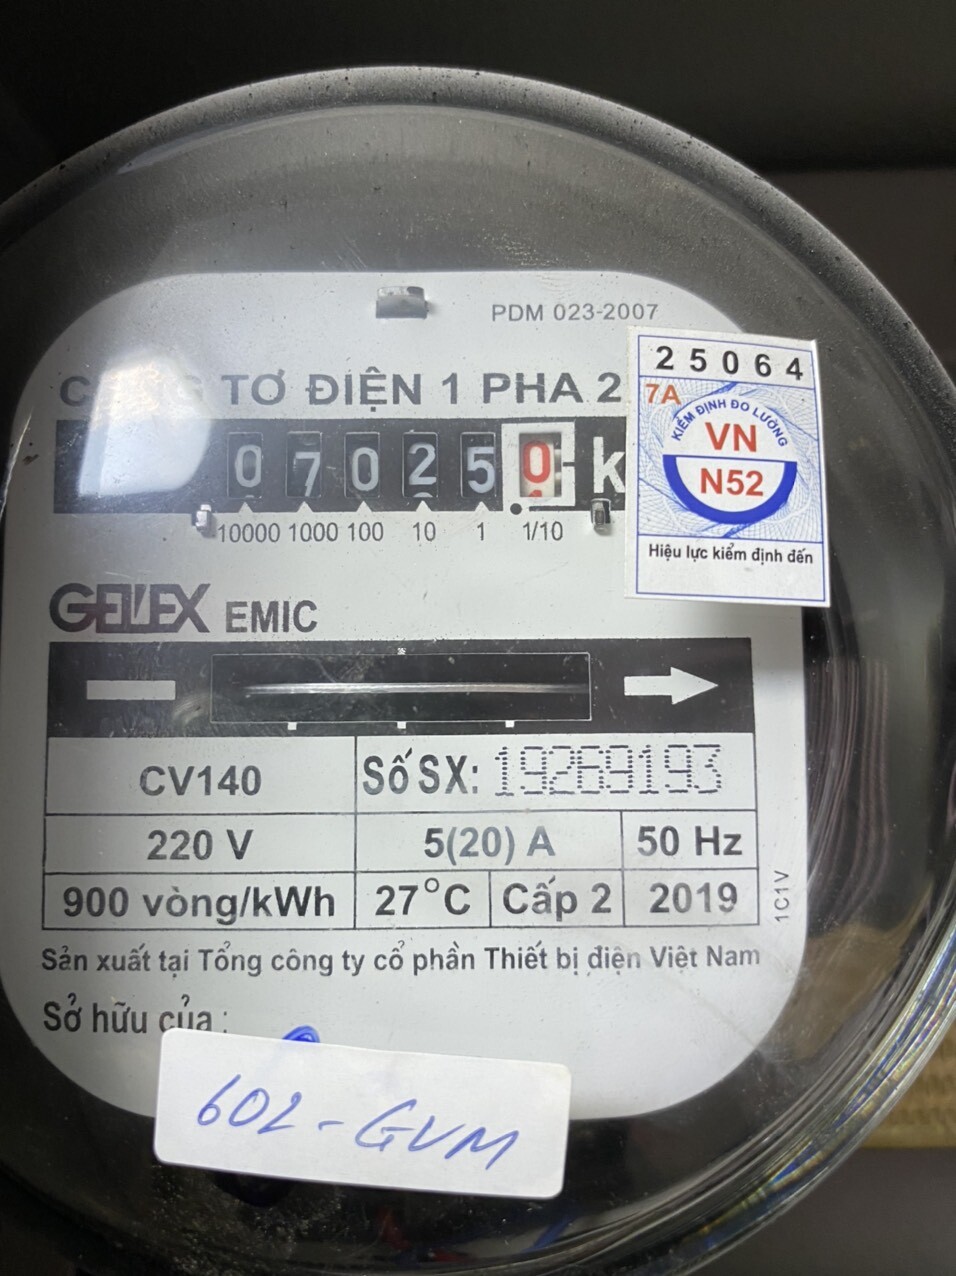 PDM 023-2007
TƠ ĐIỆN 1 PHA 2
25064
7A
KIỂM ĐỊNH ĐO LƯỜNG
VN
N52
Hiệu lực kiểm định đến
0 7 0 2 5 0 k
10000 1000 100 10 1 1/10
GELEX EMIC
CV140 Số SX: 19269193
220 V 5(20) A 50 Hz
900 vòng/kWh 27°C Cấp 2 2019
1C1V
Sản xuất tại Tổng công ty cổ phần Thiết bị điện Việt Nam
Sở hữu của :
602 - GVM